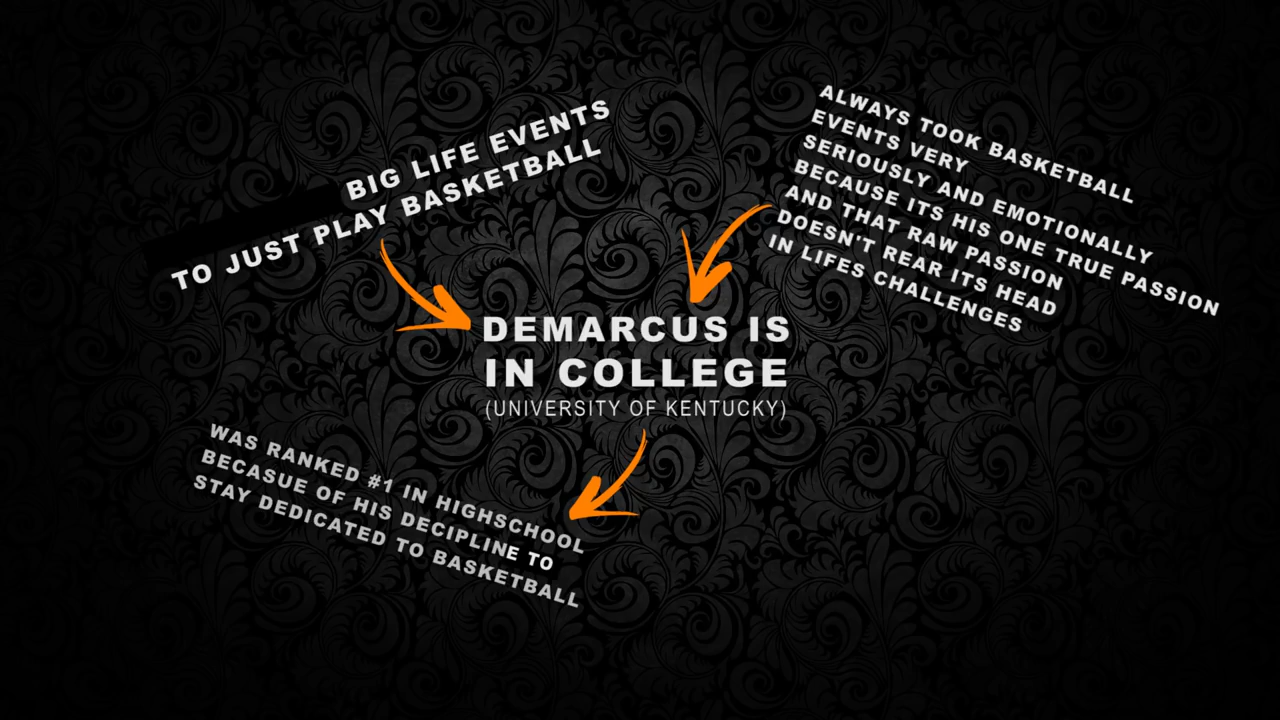 BIG LIFE EVENTS
TO JUST PLAY BASKETBALL
ALWAYS TOOK BASKETBALL
EVENTS VERY
SERIOUSLY AND EMOTIONALLY
BECAUSE ITS HIS ONE TRUE PASSION
AND THAT RAW PASSION
DOESN'T REAR ITS HEAD
IN LIFES CHALLENGES
DEMARCUS IS
IN COLLEGE
(UNIVERSITY OF KENTUCKY)
WAS RANKED #1 IN HIGHSCHOOL
BECASUE OF HIS DECIPLINE TO
STAY DEDICATED TO BASKETBALL